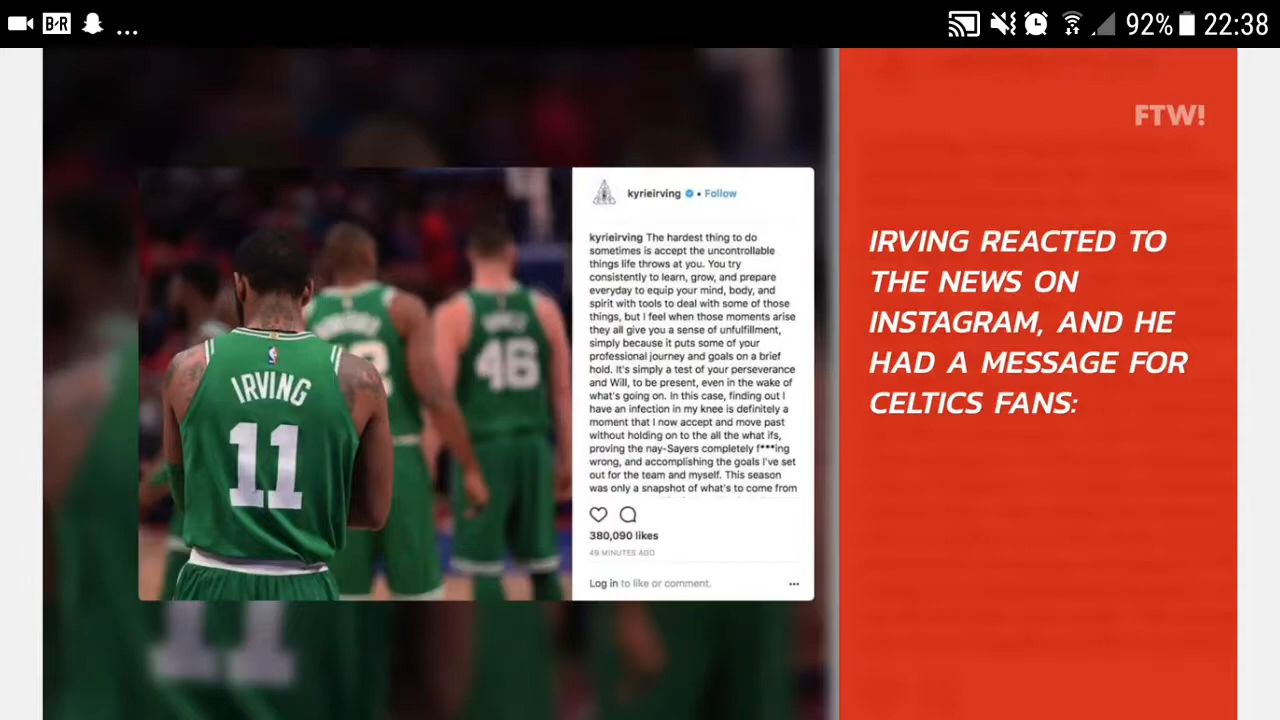 B·R
...
92%
22:38
FTW!
kyrieirving • Follow
kyrieirving The hardest thing to do
sometimes is accept the uncontrollable
things life throws at you. You try
consistently to learn, grow, and prepare
everyday to equip your mind, body, and
spirit with tools to deal with some of those
things, but I feel when those moments arise
they all give you a sense of unfulfillment,
simply because it puts some of your
professional journey and goals on a brief
hold. It's simply a test of your perseverance
and Will, to be present, even in the wake of
what's going on. In this case, finding out I
have an infection in my knee is definitely a
moment that I now accept and move past
without holding on to the all the what ifs,
proving the nay-Sayers completely f***ing
wrong, and accomplishing the goals I've set
out for the team and myself. This season
was only a snapshot of what's to come from
380,090 likes
49 MINUTES AGO
Log in to like or comment.
...
IRVING
11
46
IRVING REACTED TO
THE NEWS ON
INSTAGRAM, AND HE
HAD A MESSAGE FOR
CELTICS FANS: